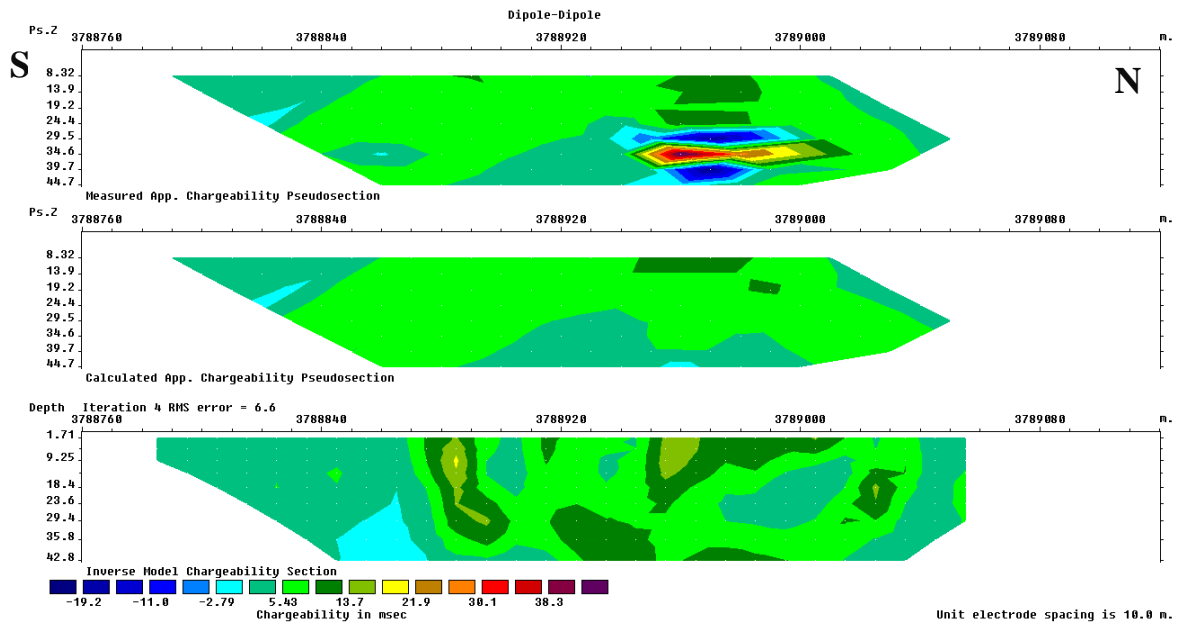 Dipole-Dipole
Ps.Z 3788760 3788840 3788920 3789000 3789080 m.
S
N
8.32
13.9
19.2
24.4
29.5
34.6
39.7
44.7
Measured App. Chargeability Pseudosection
Ps.Z 3788760 3788840 3788920 3789000 3789080 m.
8.32
13.9
19.2
24.4
29.5
34.6
39.7
44.7
Calculated App. Chargeability Pseudosection
Depth Iteration 4 RMS error = 6.6
3788760 3788840 3788920 3789000 3789080 m.
1.71
9.25
18.4
23.6
29.4
35.8
42.8
Inverse Model Chargeability Section
-19.2 -11.0 -2.79 5.43 13.7 21.9 30.1 38.3
Chargeability in msec
Unit electrode spacing is 10.0 m.